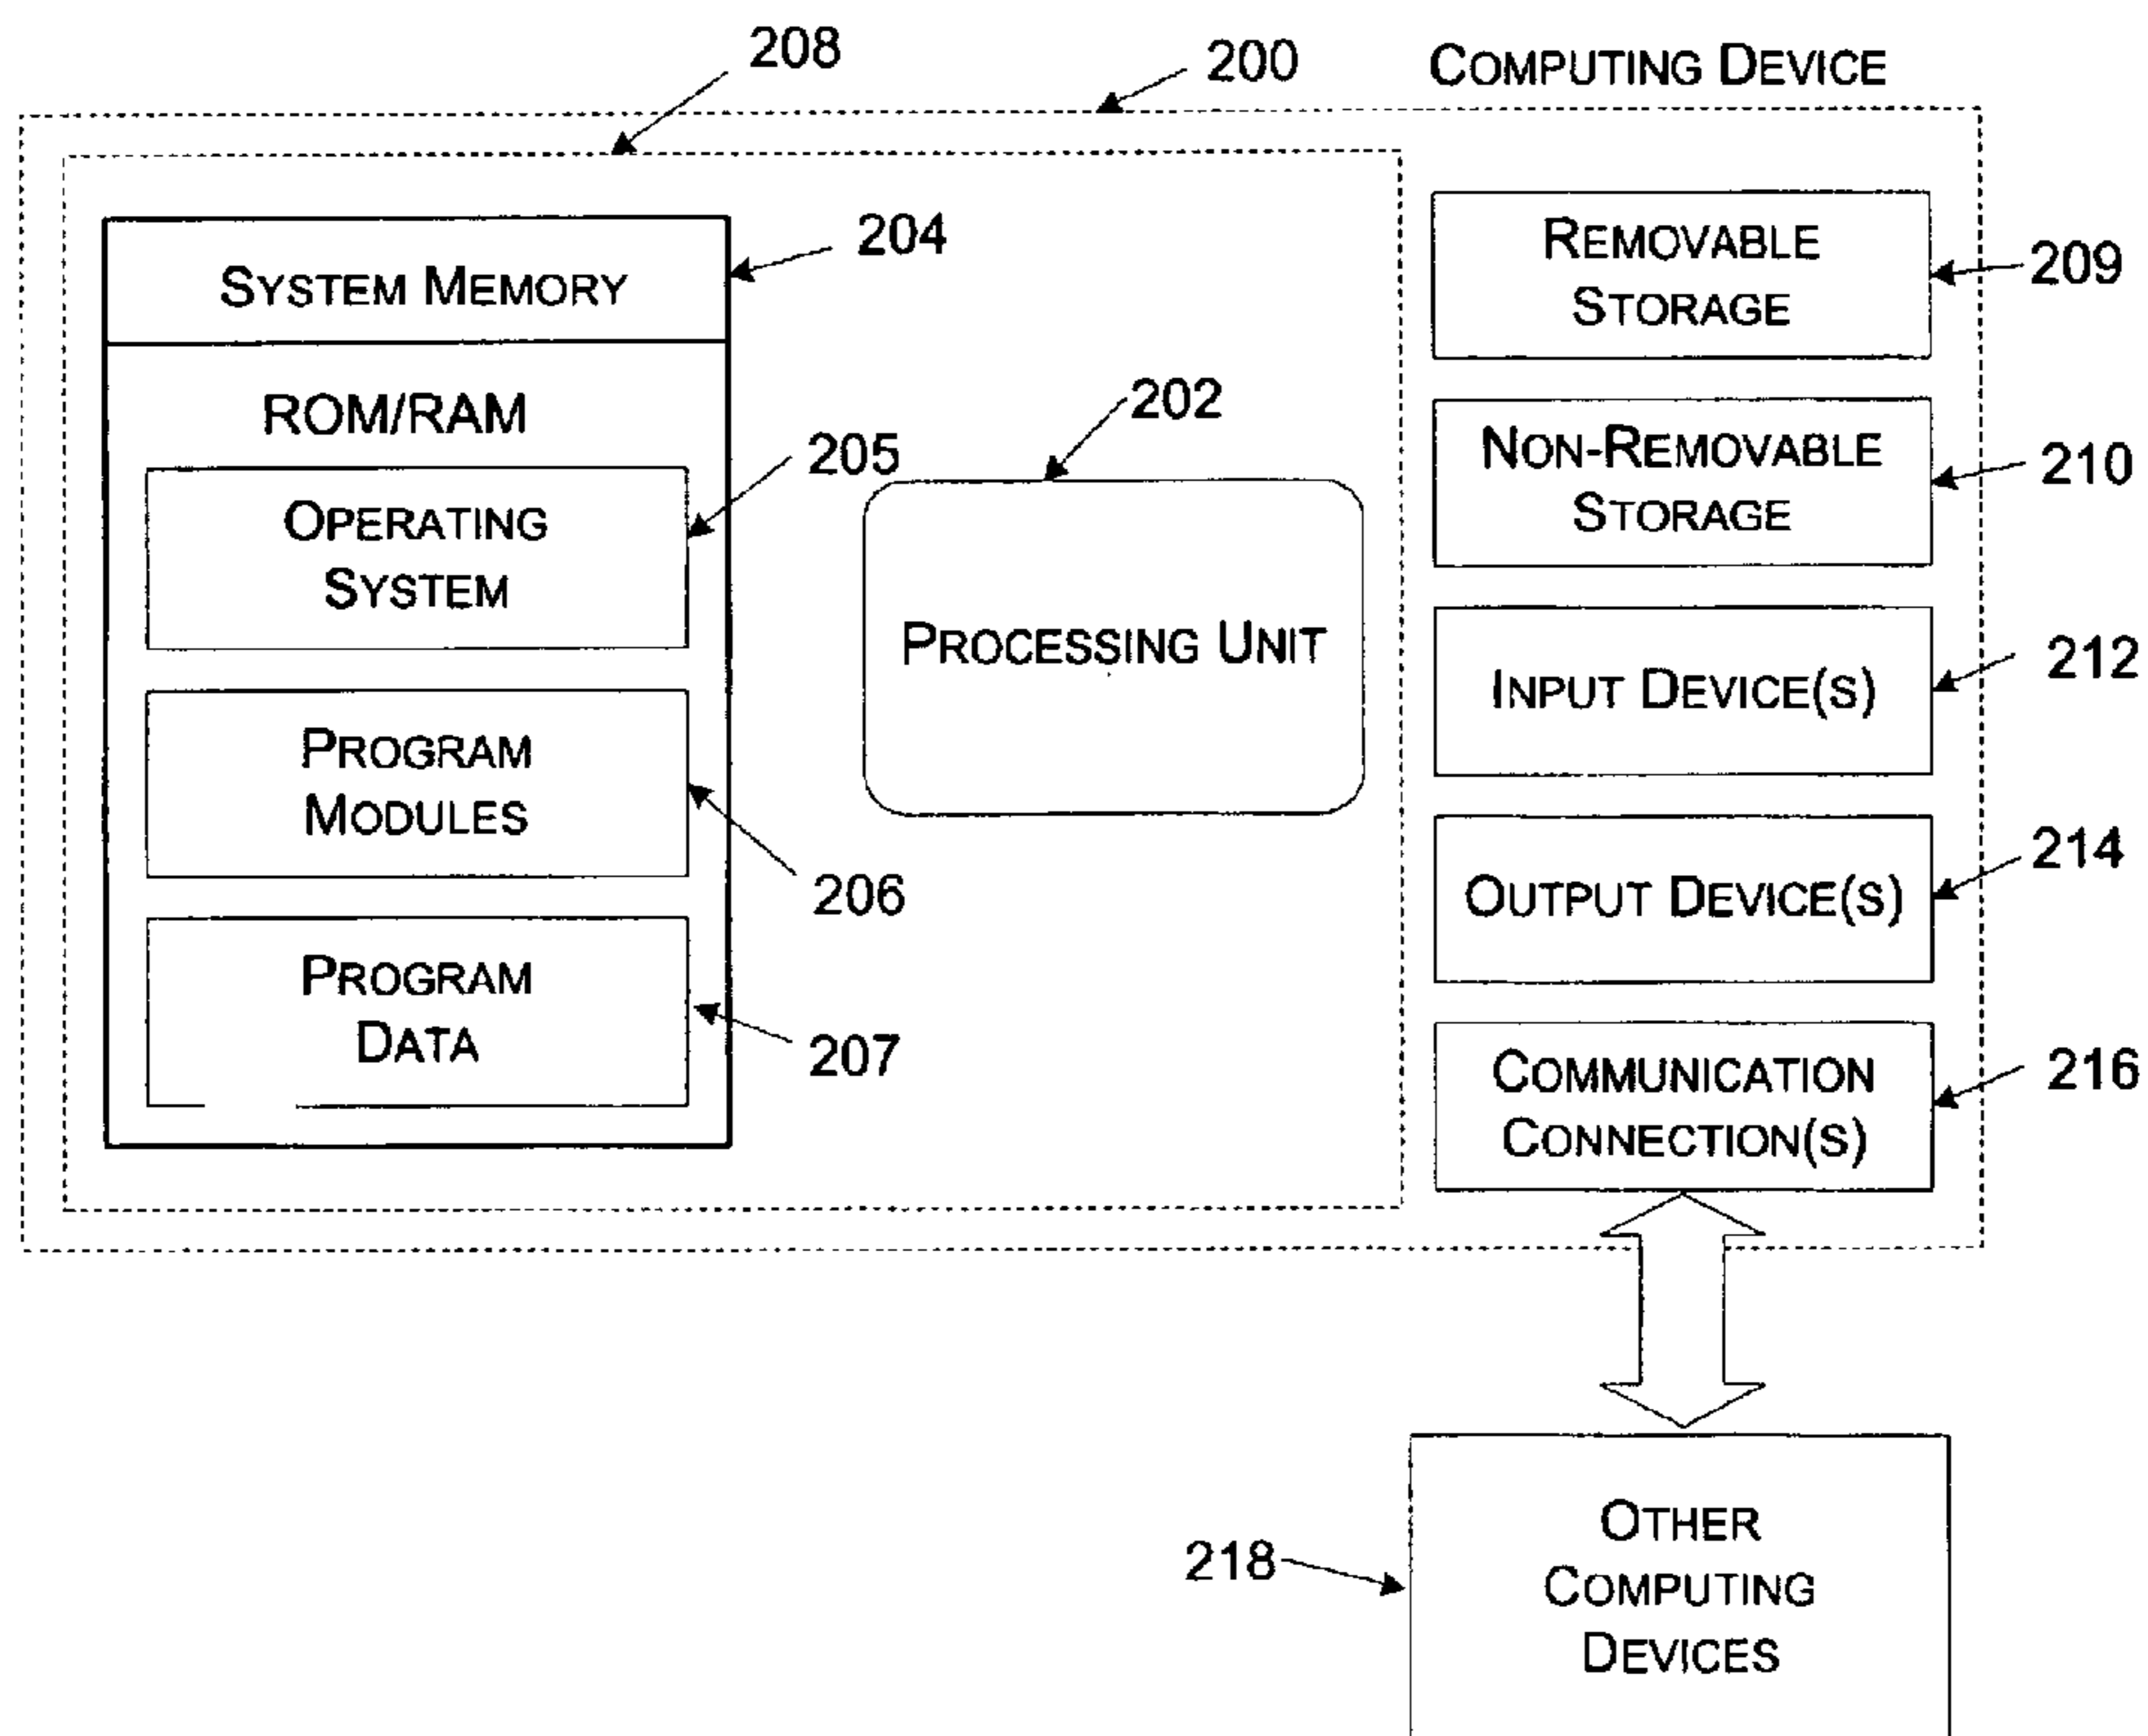 208
200
COMPUTING DEVICE
204
SYSTEM MEMORY
REMOVABLE
STORAGE
209
ROM/RAM
202
205
OPERATING
SYSTEM
NON-REMOVABLE
STORAGE
210
PROCESSING UNIT
INPUT DEVICE(S)
212
PROGRAM
MODULES
206
OUTPUT DEVICE(S)
214
PROGRAM
DATA
207
COMMUNICATION
CONNECTION(S)
216
218
OTHER
COMPUTING
DEVICES